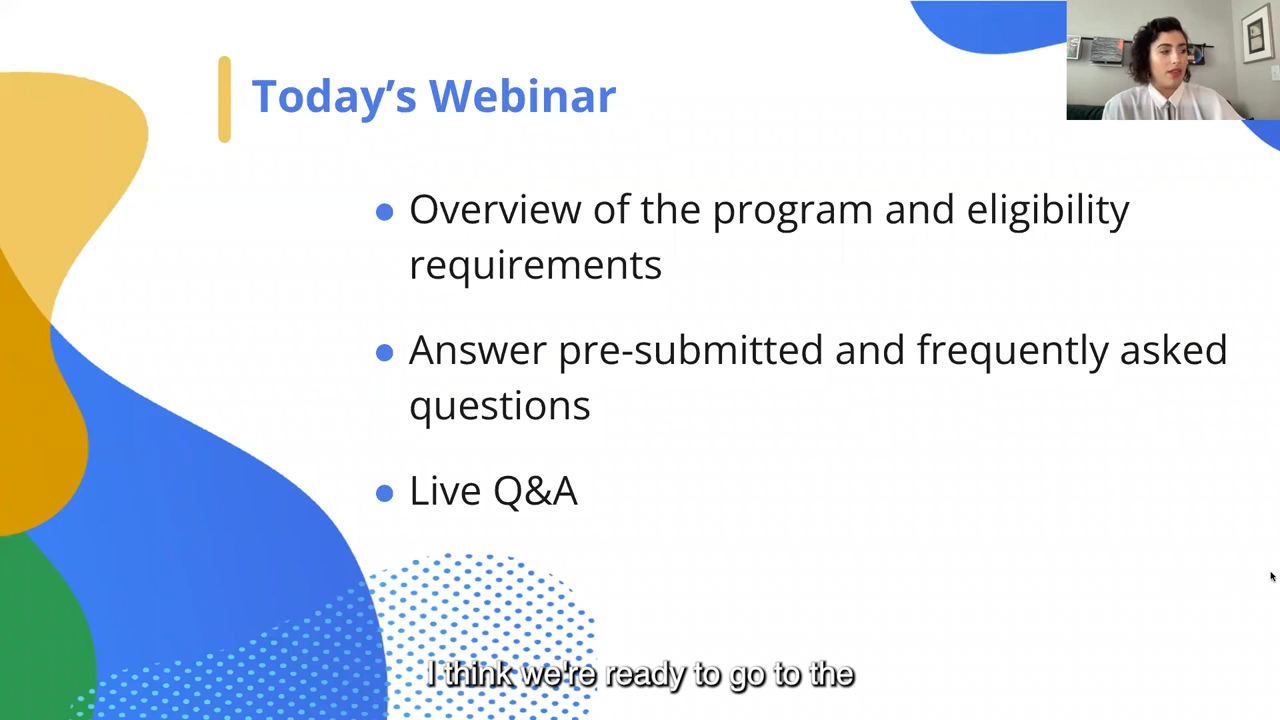 Today’s Webinar
● Overview of the program and eligibility
requirements
● Answer pre-submitted and frequently asked
questions
● Live Q&A
I think we're ready to go to the